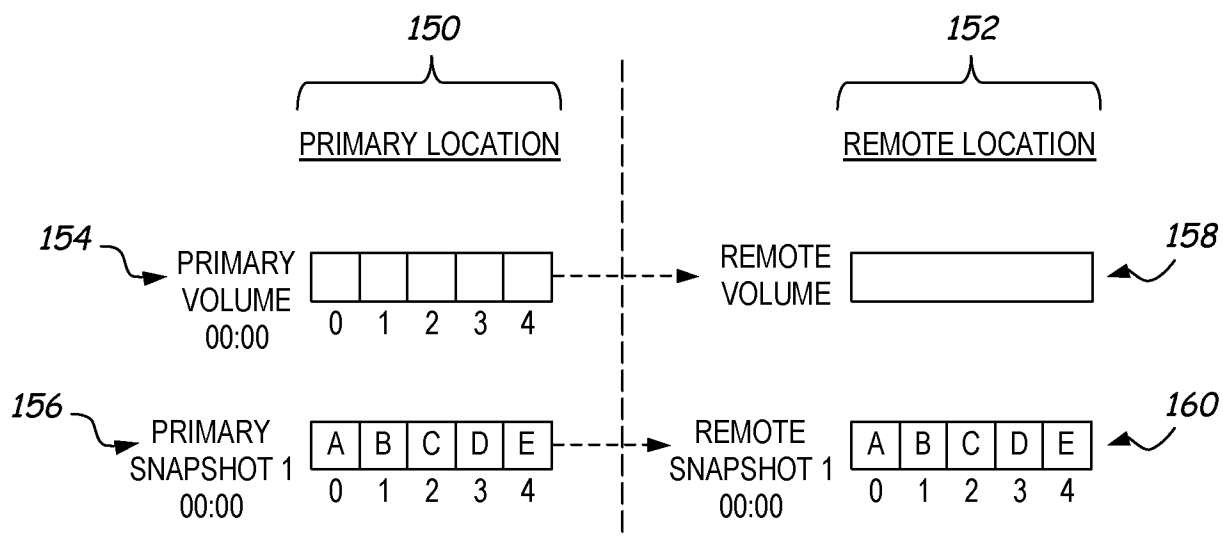 150 152
PRIMARY LOCATION REMOTE LOCATION
154 PRIMARY VOLUME 00:00
0 1 2 3 4
REMOTE VOLUME 158
156 PRIMARY SNAPSHOT 1 00:00
A B C D E
0 1 2 3 4
REMOTE SNAPSHOT 1 00:00
A B C D E
0 1 2 3 4
160